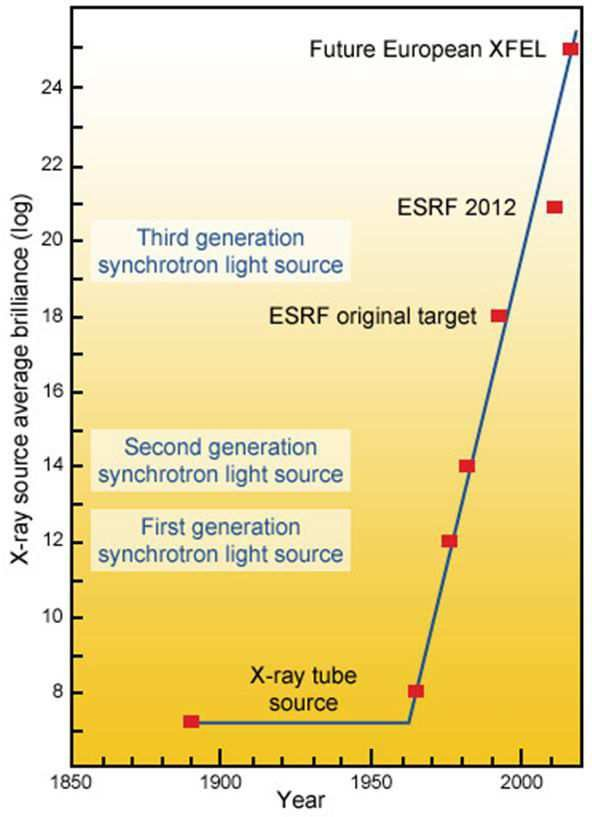 Future European XFEL
24
22
ESRF 2012
20
Third generation
synchrotron light source
18
ESRF original target
16
Second generation
synchrotron light source
14
First generation
synchrotron light source
12
10
X-ray tube
source
8
X-ray source average brilliance (log)
1850 1900 1950 2000
Year